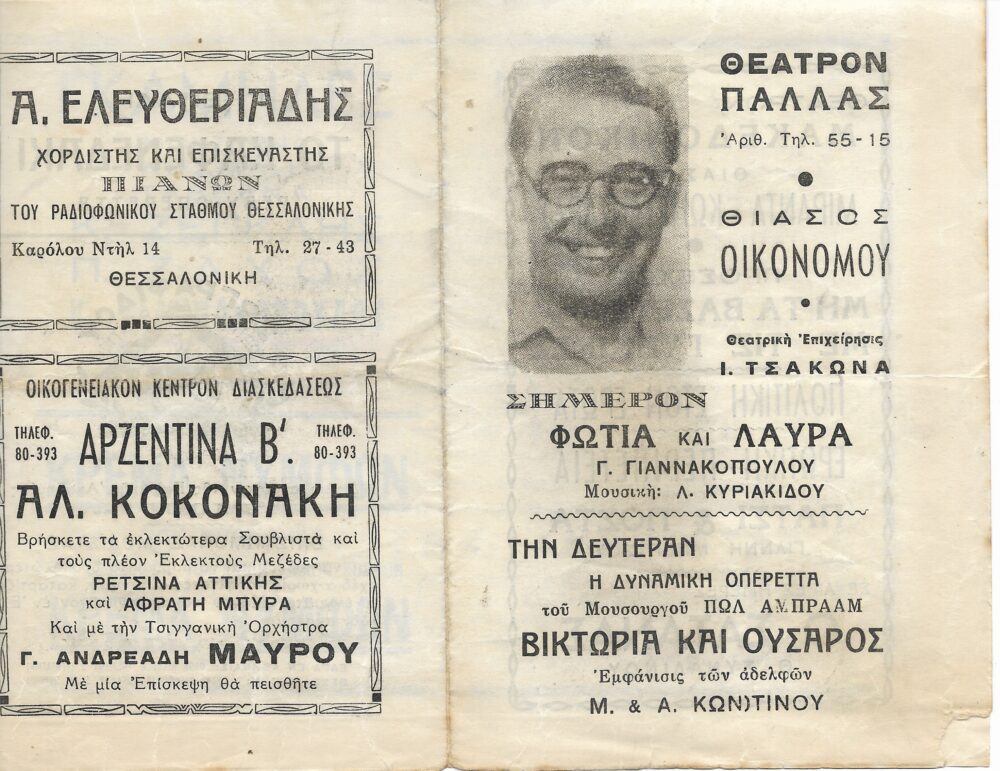 Α. ΕΛΕΥΘΕΡΙΑΔΗΣ
ΧΟΡΔΙΣΤΗΣ ΚΑΙ ΕΠΙΣΚΕΥΑΣΤΗΣ
ΠΙΑΝΩΝ
ΤΟΥ ΡΑΔΙΟΦΩΝΙΚΟΥ ΣΤΑΘΜΟΥ ΘΕΣΣΑΛΟΝΙΚΗΣ
Καρόλου Ντὴλ 14 Τηλ. 27-43
ΘΕΣΣΑΛΟΝΙΚΗ
ΟΙΚΟΓΕΝΕΙΑΚΟΝ ΚΕΝΤΡΟΝ ΔΙΑΣΚΕΔΑΣΕΩΣ
ΤΗΛΕΦ. 80-393 ΑΡΖΕΝΤΙΝΑ Β'. ΤΗΛΕΦ. 80-393
ΑΛ. ΚΟΚΟΝΑΚΗ
Βρήσκετε τὰ ἐκλεκτώτερα Σουβλιστὰ καὶ
τοὺς πλέον Ἐκλεκτοὺς Μεζέδες
ΡΕΤΣΙΝΑ ΑΤΤΙΚΗΣ
καὶ ΑΦΡΑΤΗ ΜΠΥΡΑ
Καὶ μὲ τὴν Τσιγγανικὴ Ὀρχήστρα
Γ. ΑΝΔΡΕΑΔΗ ΜΑΥΡΟΥ
Μὲ μία Ἐπίσκεψη θὰ πεισθῆτε
ΘΕΑΤΡΟΝ
ΠΑΛΛΑΣ
Ἀριθ. Τηλ. 55-15
ΘΙΑΣΟΣ
ΟΙΚΟΝΟΜΟΥ
Θεατρικὴ Ἐπιχείρησις
Ι. ΤΣΑΚΩΝΑ
ΣΗΜΕΡΟΝ
ΦΩΤΙΑ ΚΑΙ ΛΑΥΡΑ
Γ. ΓΙΑΝΝΑΚΟΠΟΥΛΟΥ
Μουσικὴ: Λ. ΚΥΡΙΑΚΙΔΟΥ
ΤΗΝ ΔΕΥΤΕΡΑΝ
Η ΔΥΝΑΜΙΚΗ ΟΠΕΡΕΤΤΑ
τοῦ Μουσουργοῦ ΠΩΛ ΑΜΠΡΑΑΜ
ΒΙΚΤΩΡΙΑ ΚΑΙ ΟΥΣΑΡΟΣ
Ἐμφάνισις τῶν ἀδελφῶν
Μ. & Α. ΚΩΝ)ΤΙΝΟΥ